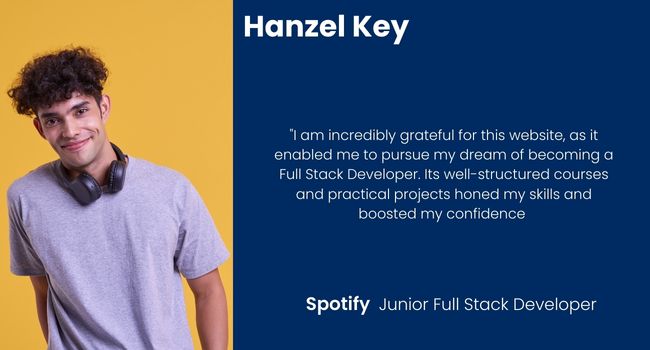 Hanzel Key
"I am incredibly grateful for this website, as it
enabled me to pursue my dream of becoming a
Full Stack Developer. Its well-structured courses
and practical projects honed my skills and
boosted my confidence
Spotify Junior Full Stack Developer